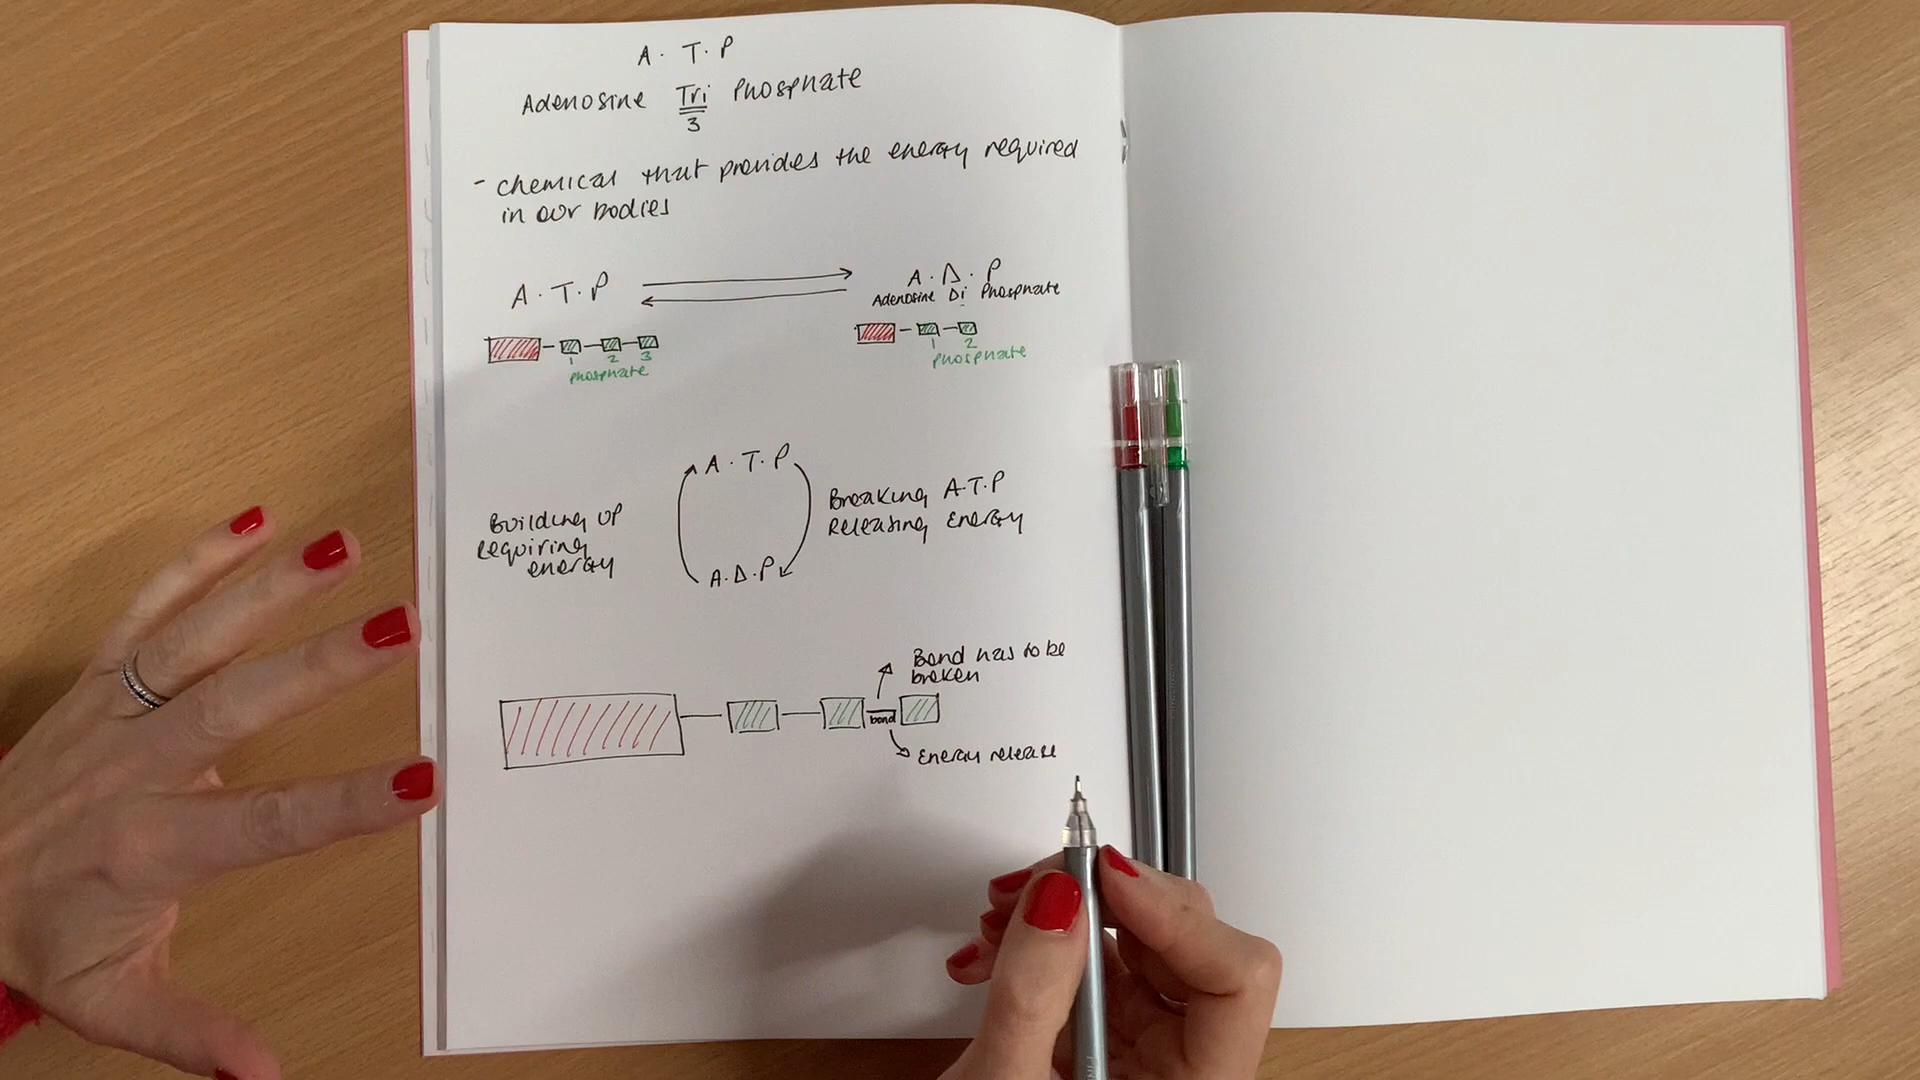 A. T. P
Adenosine Tri Phosphate
3
- chemical that provides the energy required
in our bodies
A. T. P
A. D. P
Adenosine Di Phosphate
1 2 3
phosphate
1 2
phosphate
A. T. P
Building up
requiring
energy
Breaking A.T.P
releasing energy
A. D. P
Bond has to be
broken
bond
Energy release